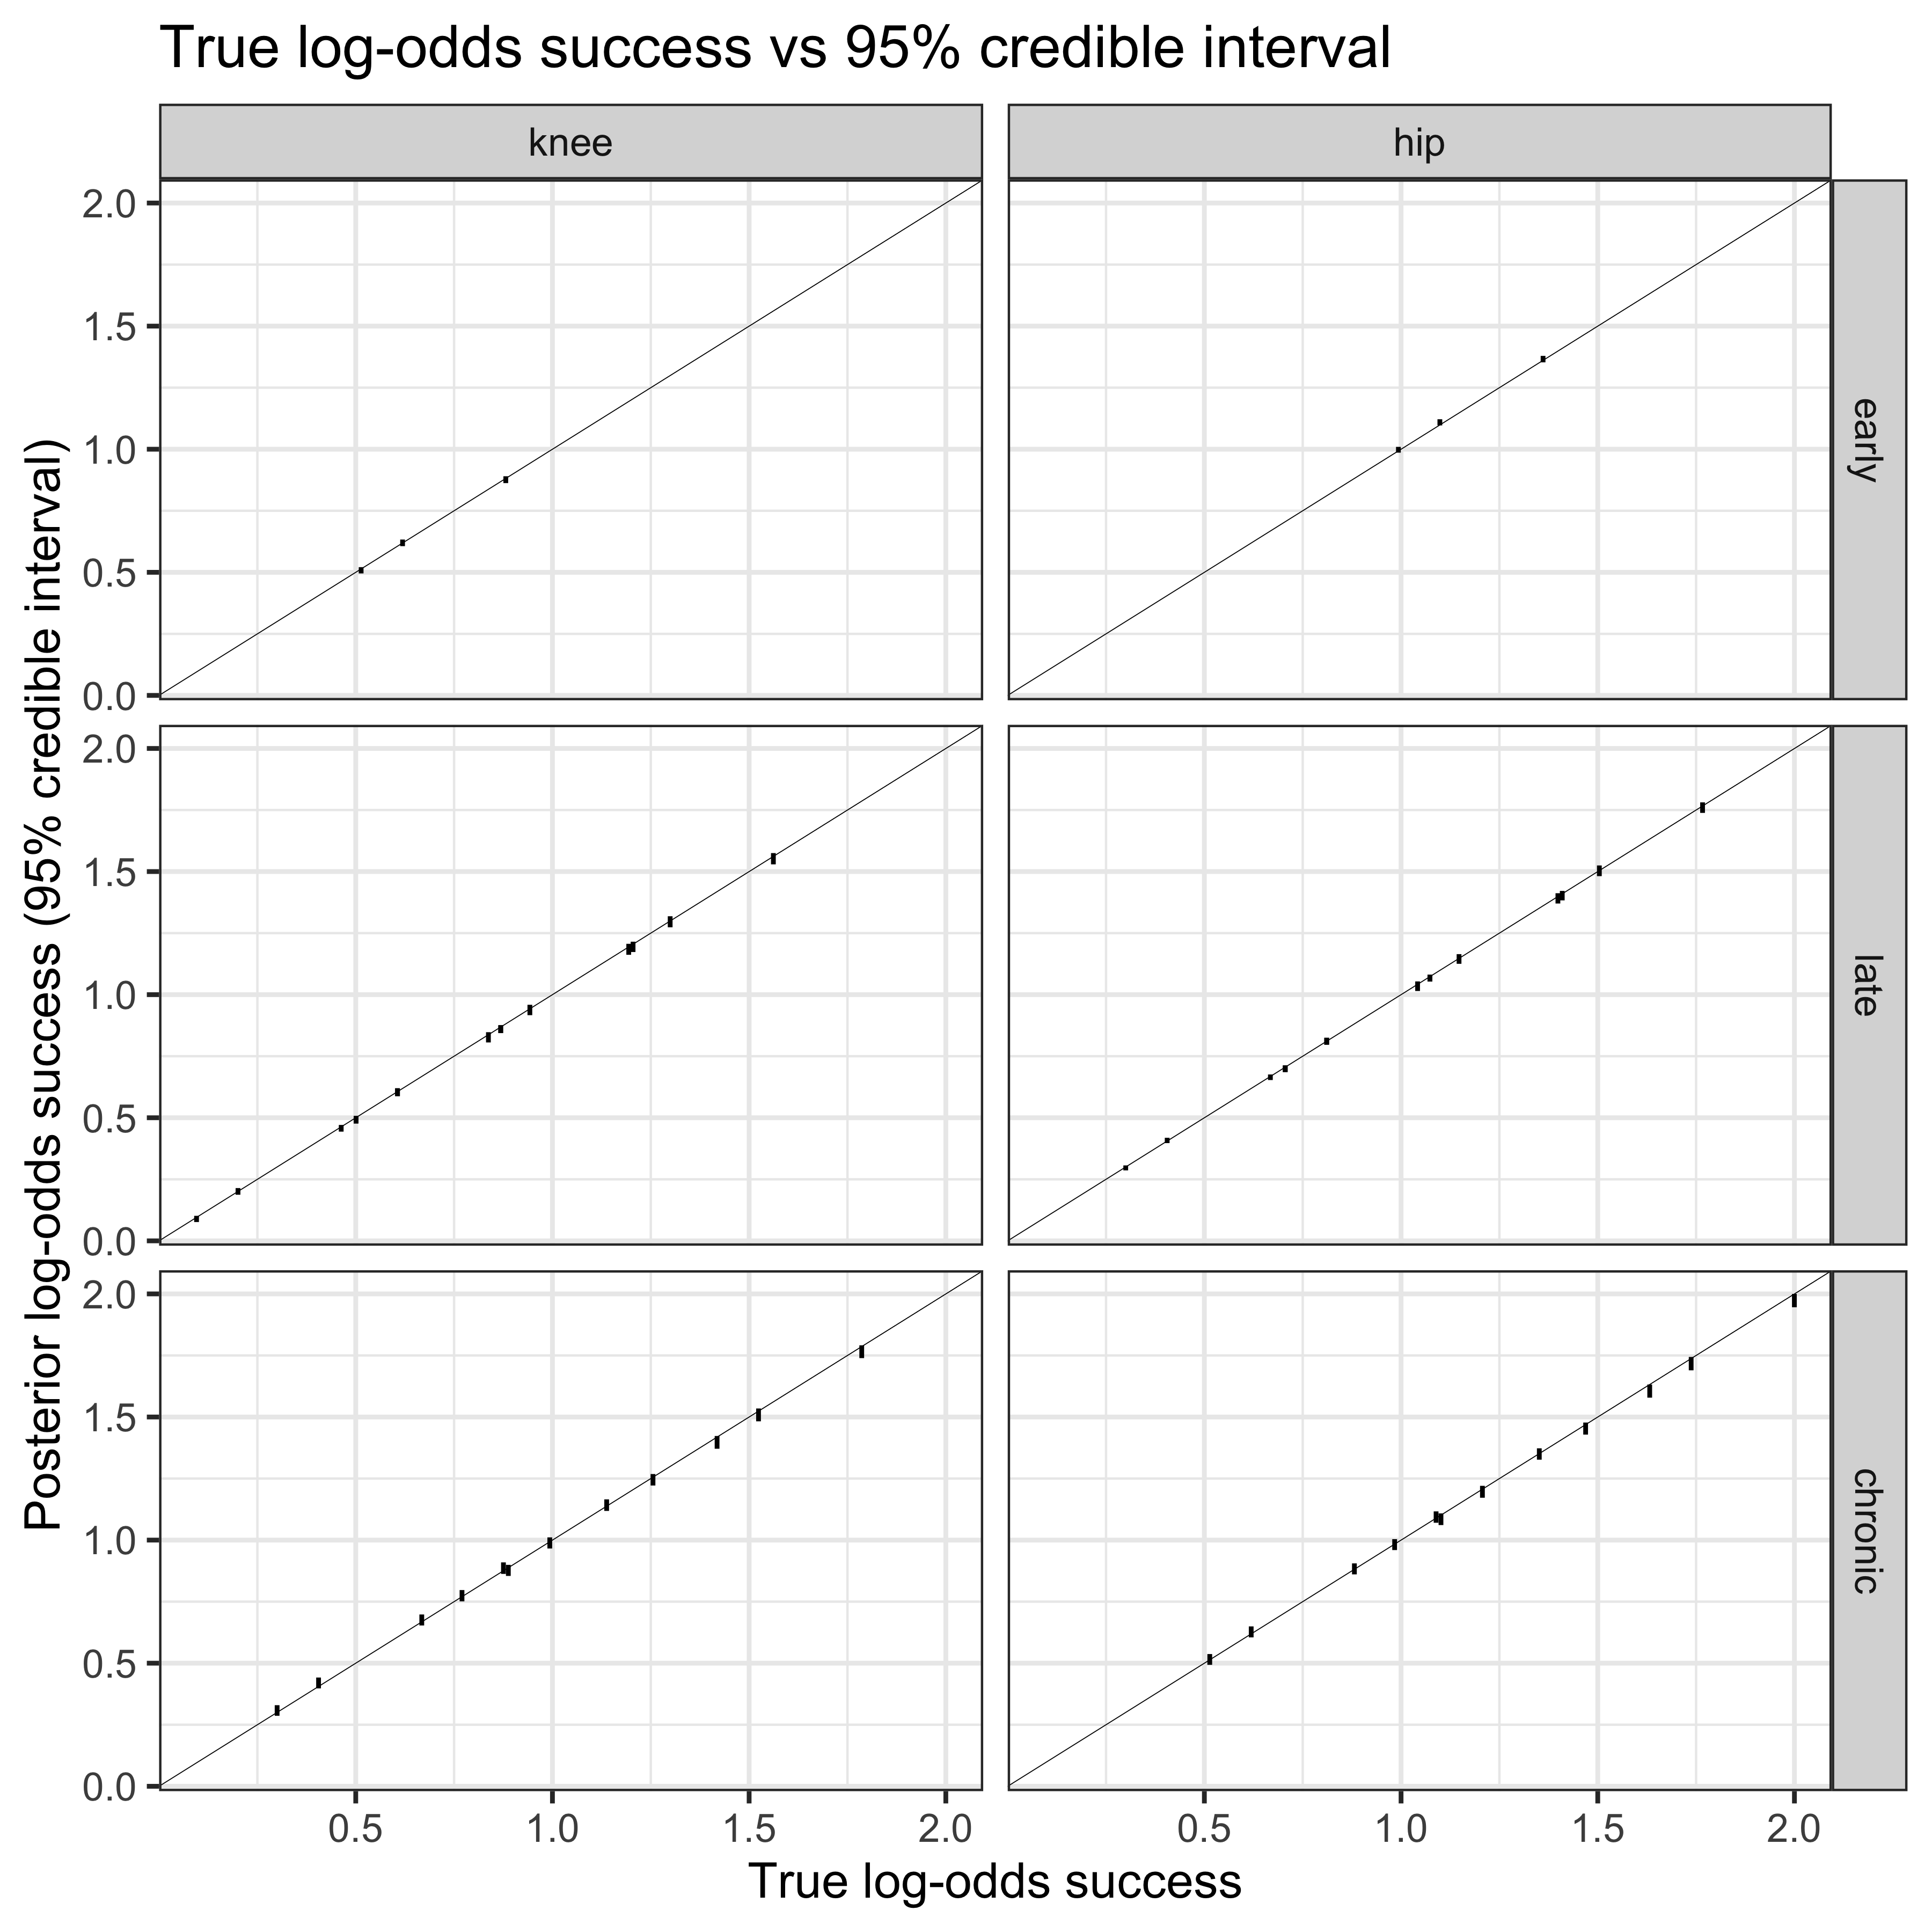 True log-odds success vs 95% credible interval
knee
hip
2.0
1.5
1.0
0.5
0.0
early
2.0
1.5
1.0
0.5
0.0
late
2.0
1.5
1.0
0.5
0.0
chronic
0.5 1.0 1.5 2.0
0.5 1.0 1.5 2.0
True log-odds success
Posterior log-odds success (95% credible interval)